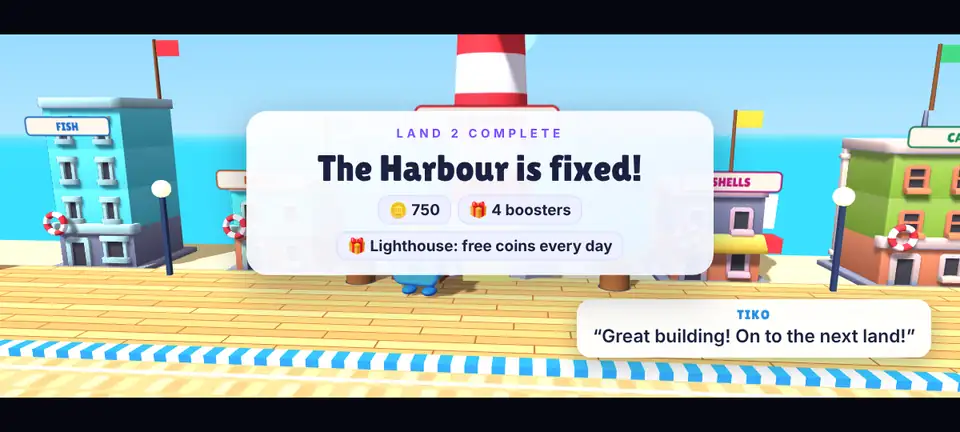 FISH
LAND 2 COMPLETE
The Harbour is fixed!
750
4 boosters
Lighthouse: free coins every day
SHELLS
TIKO
“Great building! On to the next land!”